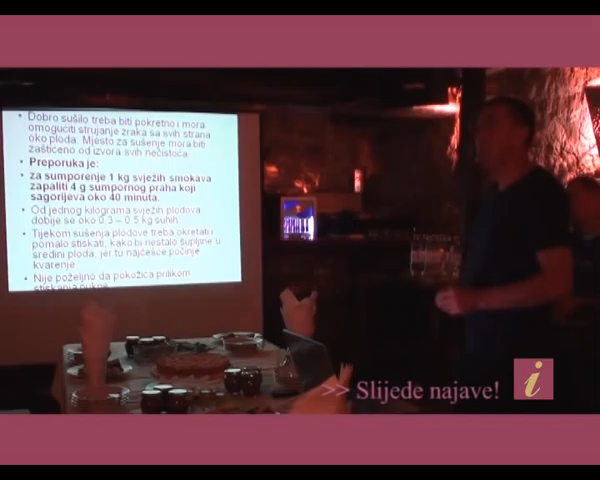 • Dobro sušilo treba biti pokretno i mora
omogućiti strujanje zraka sa svih strana
oko ploda. Mjesto za sušenje mora biti
zaštićeno od izvora svih nečistoća
• Preporuka je:
• za sumporenje 1 kg svježih smokava
zapaliti 4 g sumpornog praha koji
sagorijeva oko 40 minuta.
• Od jednog kilograma svježih plodova
dobije se oko 0.3 – 0.5 kg suhih.
• Tijekom sušenja plodove treba okretati i
pomalo stiskati, kako bi nestalo šupljine u
sredini ploda, jer tu najčešće počinje
kvarenje
• Nije poželjno da pokožica prilikom
stiskanja pukne
>> Slijede najave!
i